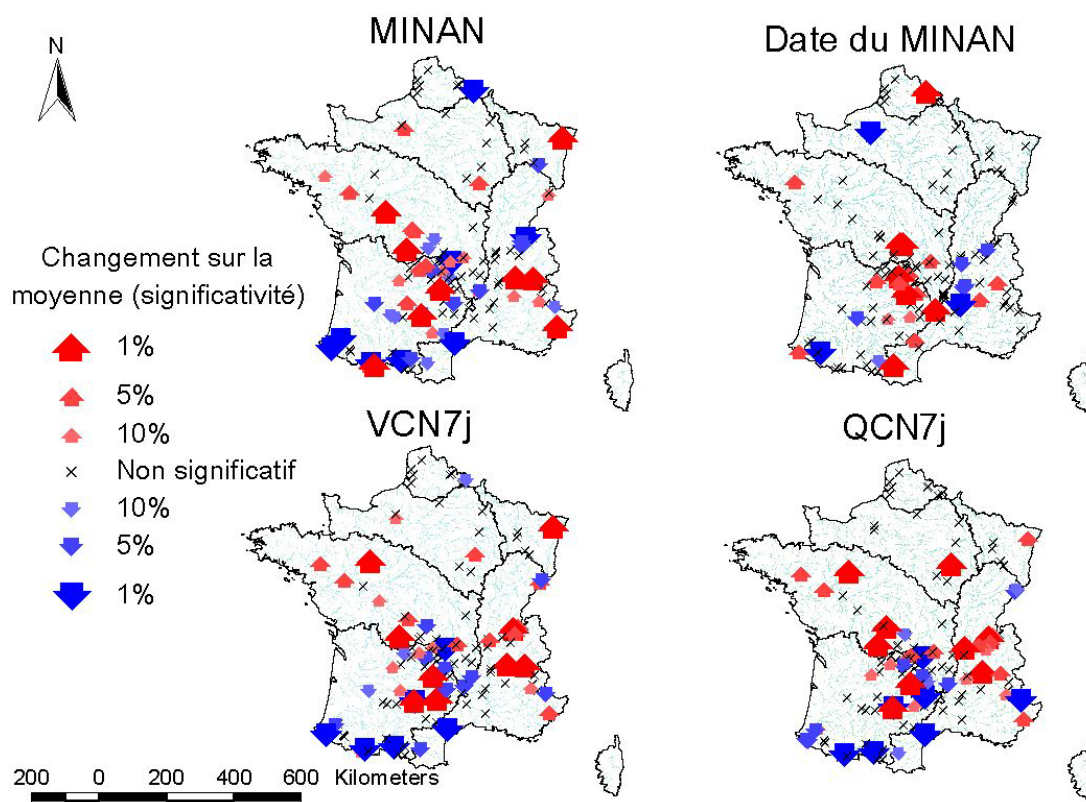 MINAN
Date du MINAN
N
Changement sur la
moyenne (significativité)
1%
5%
10%
Non significatif
10%
5%
1%
VCN7j
QCN7j
200 0 200 400 600 Kilometers